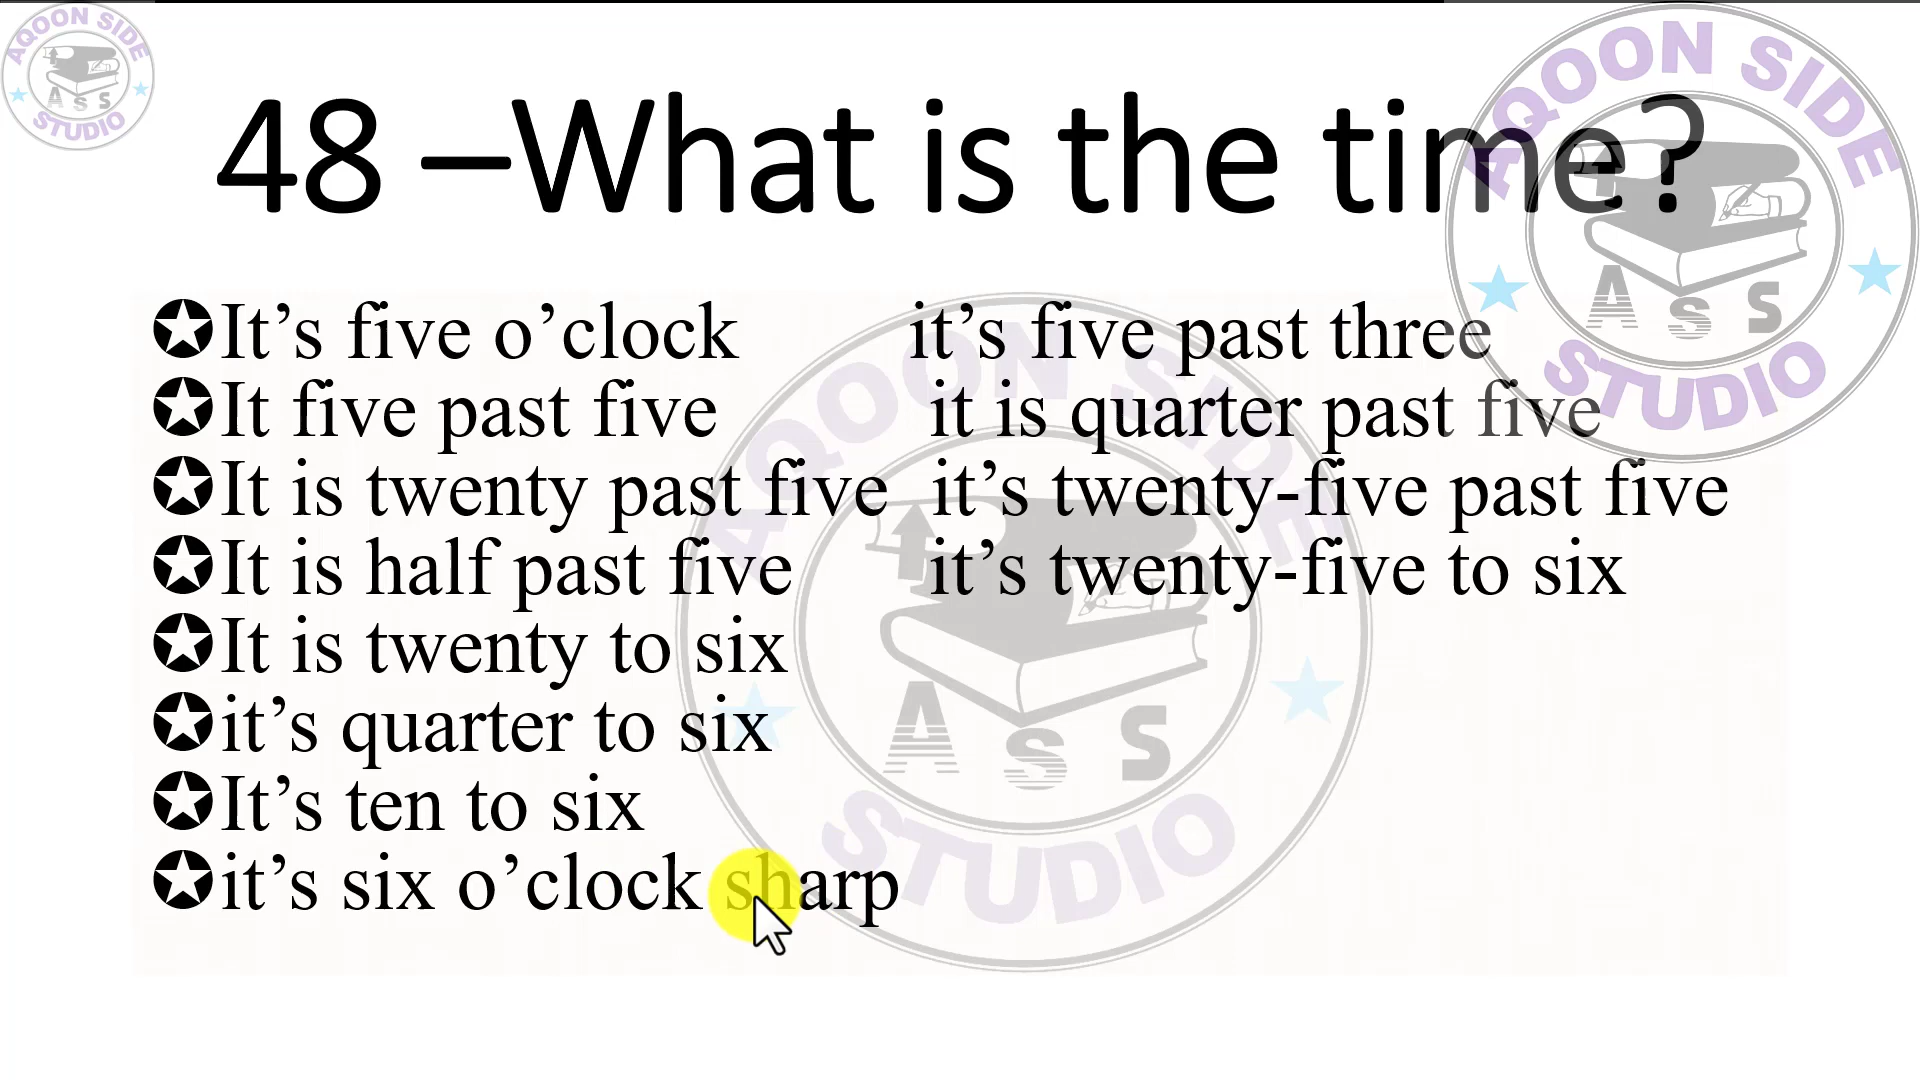 AQOON SIDE
A S S
STUDIO
48 –What is the time?
AQOON SIDE
A S S
STUDIO
✪It’s five o’clock it’s five past three
✪It five past five it is quarter past five
✪It is twenty past five it’s twenty-five past five
✪It is half past five it’s twenty-five to six
✪It is twenty to six
✪it’s quarter to six
✪It’s ten to six
✪it’s six o’clock sharp
AQOON SIDE
A S S
STUDIO